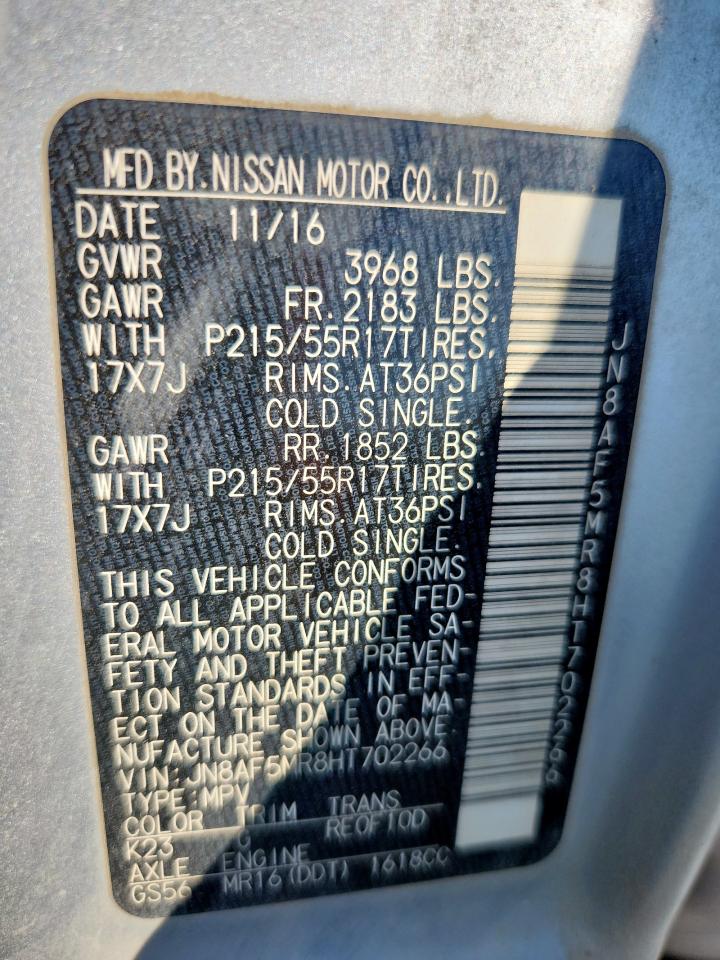 MFD BY. NISSAN MOTOR CO.,LTD.
DATE 11/16
GVWR 3968 LBS.
GAWR FR. 2183 LBS.
WITH P215/55R17TIRES.
17X7J RIMS. AT36PSI
COLD SINGLE.
GAWR RR. 1852 LBS.
WITH P215/55R17TIRES.
17X7J RIMS. AT36PSI
COLD SINGLE.
THIS VEHICLE CONFORMS
TO ALL APPLICABLE FED-
ERAL MOTOR VEHICLE SA-
FETY AND THEFT PREVEN-
TION STANDARDS IN EFF-
ECT ON THE DATE OF MA-
NUFACTURE SHOWN ABOVE.
VIN: JN8AF5MR8HT702266
TYPE:MPV
COLOR TRIM TRANS
K23 REOFTOD
AXLE ENGINE
GS56 MR16(DDT) 1618CC
JN8AF5MR8HT702266